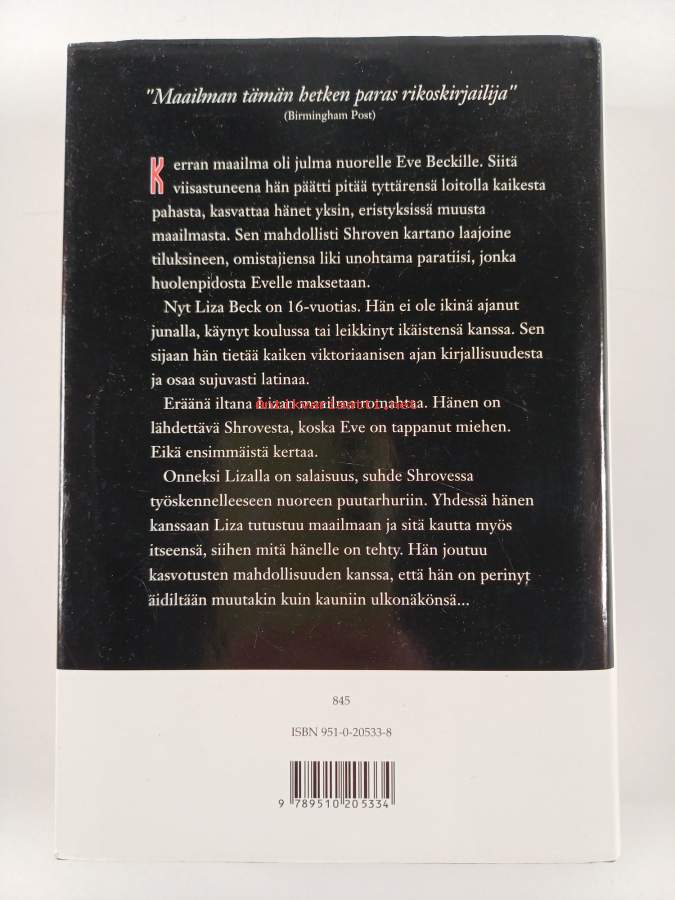 "Maailman tämän hetken paras rikoskirjailija"
(Birmingham Post)
Kerran maailma oli julma nuorelle Eve Beckille. Siitä
viisastuneena hän päätti pitää tyttärensä loitolla kaikesta
pahasta, kasvattaa hänet yksin, eristyksissä muusta
maailmasta. Sen mahdollisti Shroven kartano laajoine
tiluksineen, omistajiensa liki unohtama paratiisi, jonka
huolenpidosta Evelle maksetaan.
Nyt Liza Beck on 16-vuotias. Hän ei ole ikinä ajanut
junalla, käynyt koulussa tai leikkinyt ikäistensä kanssa. Sen
sijaan hän tietää kaiken viktoriaanisen ajan kirjallisuudesta
ja osaa sujuvasti latinaa.
Eräänä iltana Lizan maailma romahtaa. Hänen on
lähdettävä Shrovesta, koska Eve on tappanut miehen.
Eikä ensimmäistä kertaa.
Onneksi Lizalla on salaisuus, suhde Shrovessa
työskennelleeseen nuoreen puutarhuriin. Yhdessä hänen
kanssaan Liza tutustuu maailmaan ja sitä kautta myös
itseensä, siihen mitä hänelle on tehty. Hän joutuu
kasvotusten mahdollisuuden kanssa, että hän on perinyt
äidiltään muutakin kuin kauniin ulkonäkönsä...
845
ISBN 951-0-20533-8
9 789510 205334